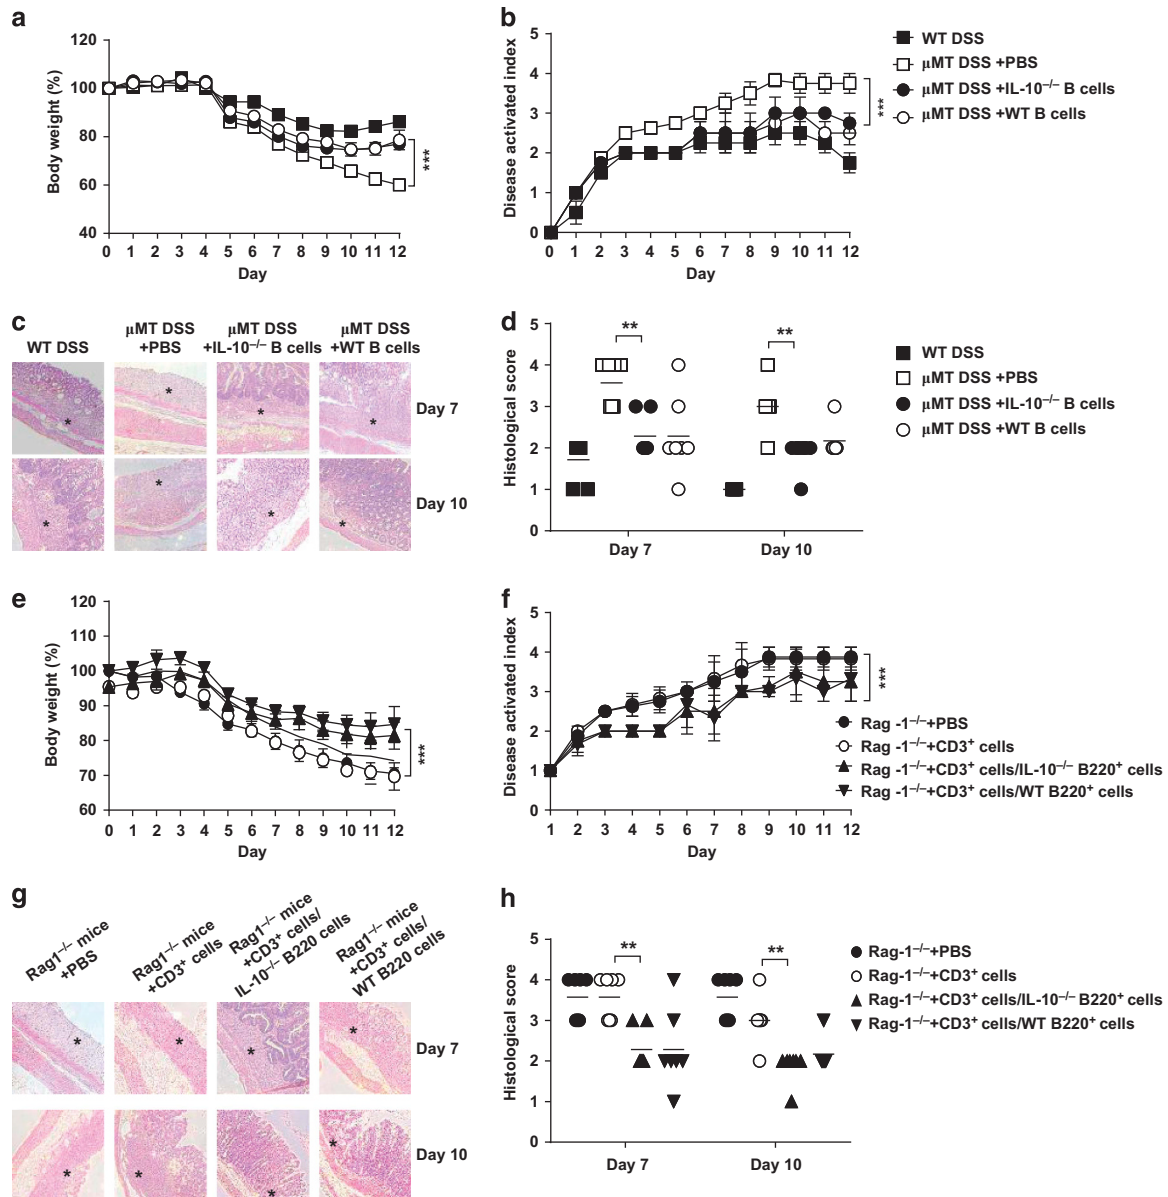 a
120
100
80
60
40
Body weight (%)
0 1 2 3 4 5 6 7 8 9 10 11 12
Day
***
b
5
4
3
2
1
0
Disease activated index
0 1 2 3 4 5 6 7 8 9 10 11 12
Day
***
WT DSS
μMT DSS +PBS
μMT DSS +IL-10–/– B cells
μMT DSS +WT B cells
c
WT DSS
μMT DSS
+PBS
μMT DSS
+IL-10–/– B cells
μMT DSS
+WT B cells
* * * *
Day 7
* * * *
Day 10
d
5
4
3
2
1
0
Histological score
** **
Day 7 Day 10
WT DSS
μMT DSS +PBS
μMT DSS +IL-10–/– B cells
μMT DSS +WT B cells
e
120
110
100
90
80
70
60
Body weight (%)
0 1 2 3 4 5 6 7 8 9 10 11 12
Day
***
f
5
4
3
2
1
0
Disease activated index
1 2 3 4 5 6 7 8 9 10 11 12
Day
***
Rag -1–/–+PBS
Rag -1–/–+CD3+ cells
Rag -1–/–+CD3+ cells/IL-10–/– B220+ cells
Rag -1–/–+CD3+ cells/WT B220+ cells
g
Rag1–/– mice
+PBS
Rag1–/– mice
+CD3+ cells
Rag1–/– mice
+CD3+ cells/
IL-10–/– B220 cells
Rag1–/– mice
+CD3+ cells/
WT B220 cells
* * * *
Day 7
* * * *
Day 10
h
5
4
3
2
1
0
Histological score
** **
Day 7 Day 10
Rag-1–/–+PBS
Rag-1–/–+CD3+ cells
Rag-1–/–+CD3+ cells/IL-10–/– B220+ cells
Rag-1–/–+CD3+ cells/WT B220+ cells